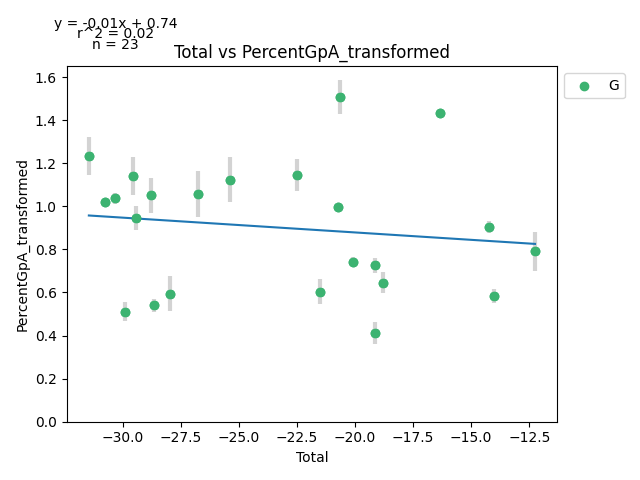 y = -0.01x + 0.74
r^2 = 0.02
n = 23
Total vs PercentGpA_transformed
G
PercentGpA_transformed
1.6
1.4
1.2
1.0
0.8
0.6
0.4
0.2
0.0
−30.0 −27.5 −25.0 −22.5 −20.0 −17.5 −15.0 −12.5
Total